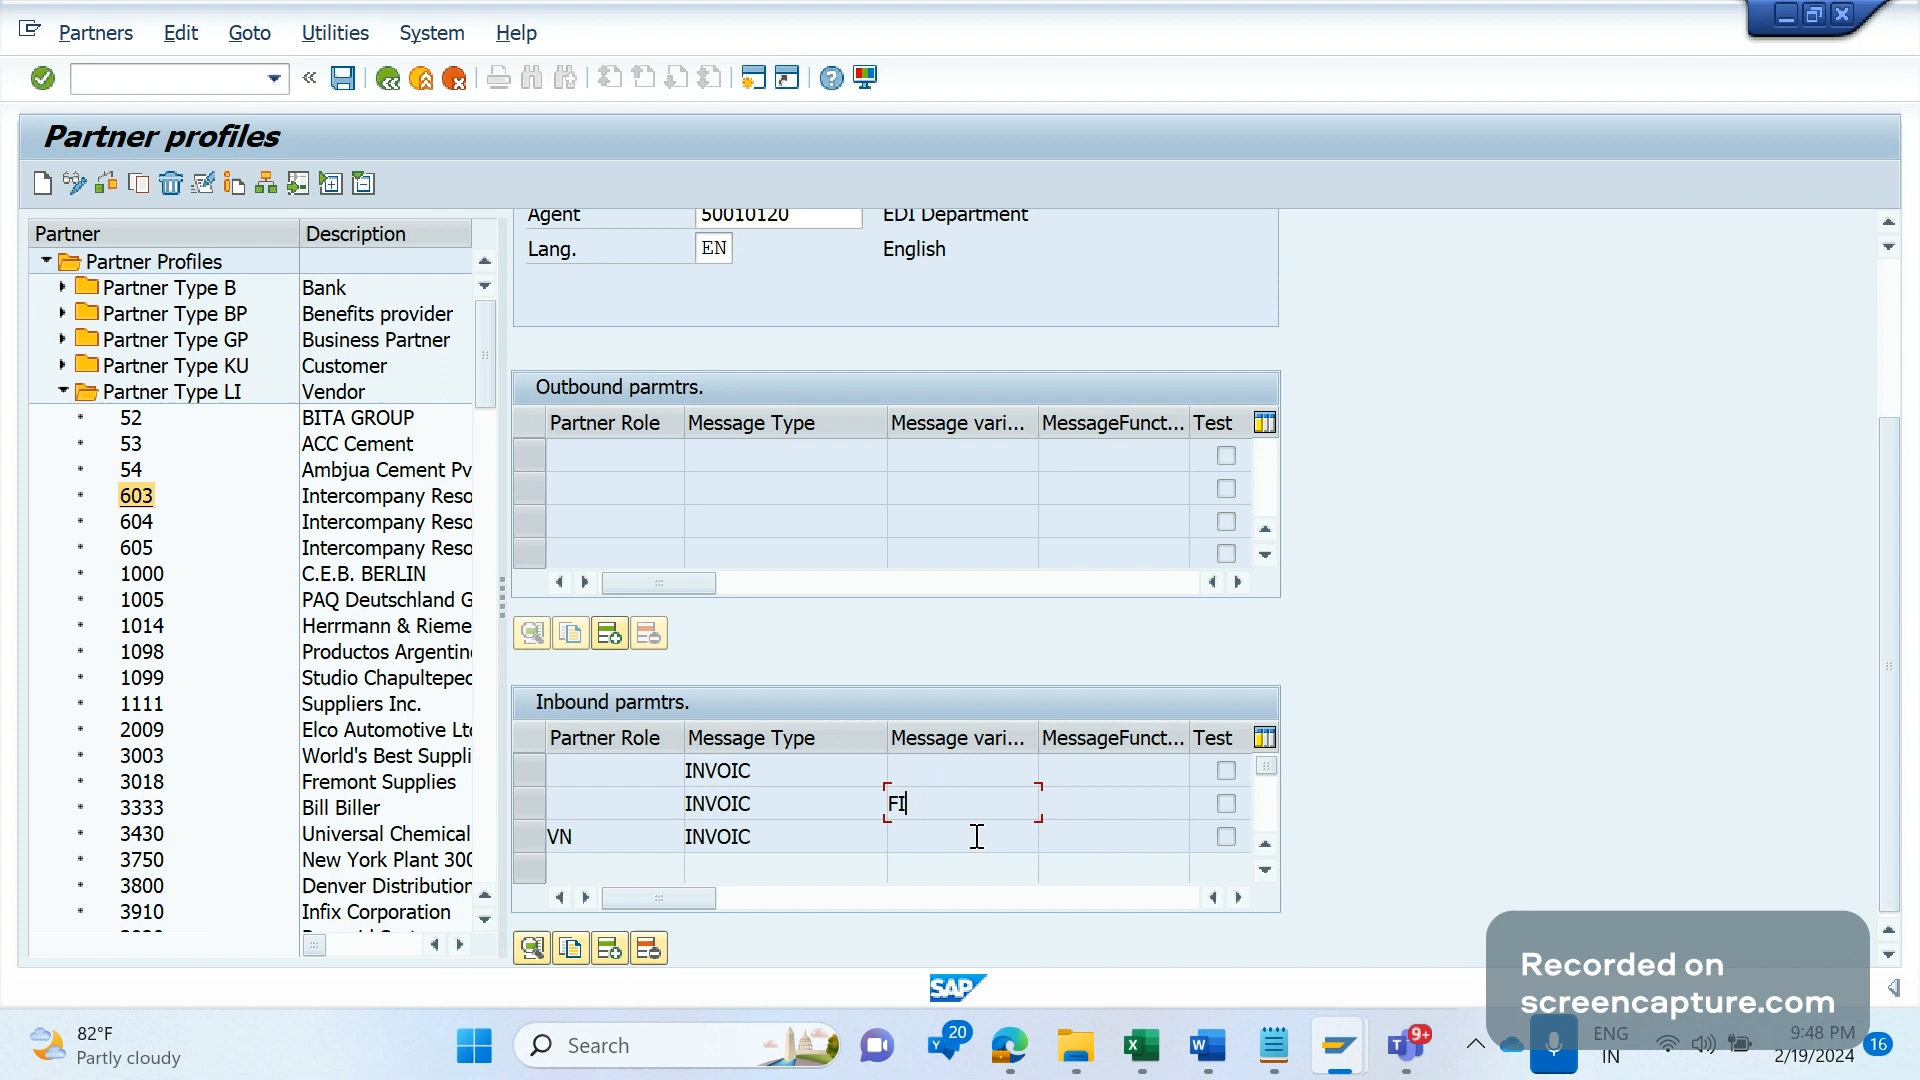 Partners Edit Goto Utilities System Help
Partner profiles
Partner Description
Partner Profiles
Partner Type B Bank
Partner Type BP Benefits provider
Partner Type GP Business Partner
Partner Type KU Customer
Partner Type LI Vendor
52 BITA GROUP
53 ACC Cement
54 Ambjua Cement Pv
603 Intercompany Reso
604 Intercompany Reso
605 Intercompany Reso
1000 C.E.B. BERLIN
1005 PAQ Deutschland G
1014 Herrmann & Rieme
1098 Productos Argentin
1099 Studio Chapultepec
1111 Suppliers Inc.
2009 Elco Automotive Lt
3003 World's Best Suppli
3018 Fremont Supplies
3333 Bill Biller
3430 Universal Chemical
3750 New York Plant 300
3800 Denver Distribution
3910 Infix Corporation
Agent 50010120 EDI Department
Lang. EN English
Outbound parmtrs.
Partner Role Message Type Message vari... MessageFunct... Test
Inbound parmtrs.
Partner Role Message Type Message vari... MessageFunct... Test
INVOIC
INVOIC FI
VN INVOIC
SAP
Recorded on
screencapture.com
82°F
Partly cloudy
Search
20
9+
ENG
IN
9:48 PM
2/19/2024
16